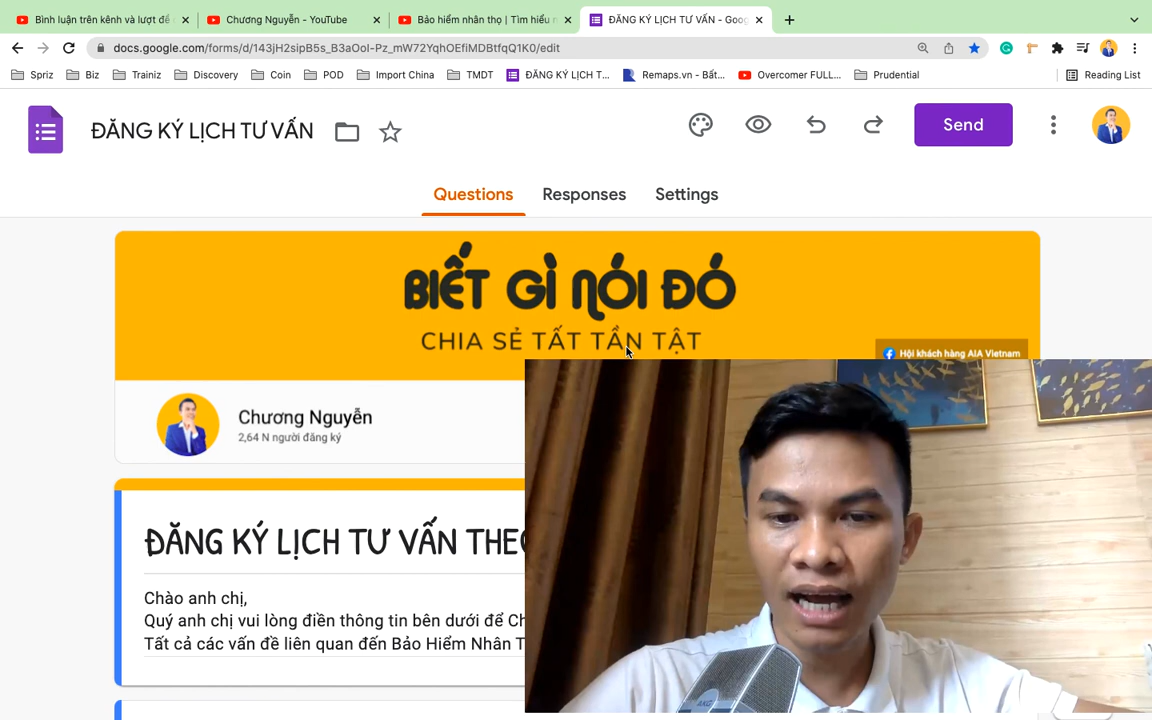 Bình luận trên kênh và lượt đề
Chương Nguyễn - YouTube
Bảo hiểm nhân thọ | Tìm hiểu n
ĐĂNG KÝ LỊCH TƯ VẤN - Goog
docs.google.com/forms/d/143jH2sipB5s_B3aOoI-Pz_mW72YqhOEfiMDBtfqQ1K0/edit
Spriz
Biz
Trainiz
Discovery
Coin
POD
Import China
TMDT
ĐĂNG KÝ LỊCH T...
Remaps.vn - Bất...
Overcomer FULL...
Prudential
Reading List
ĐĂNG KÝ LỊCH TƯ VẤN
Send
Questions
Responses
Settings
BIẾT GÌ NÓI ĐÓ
CHIA SẺ TẤT TẦN TẬT
Hội khách hàng AIA Vietnam
Chương Nguyễn
2,64 N người đăng ký
ĐĂNG KÝ LỊCH TƯ VẤN THEO
Chào anh chị,
Quý anh chị vui lòng điền thông tin bên dưới để Ch
Tất cả các vấn đề liên quan đến Bảo Hiểm Nhân T
AKG